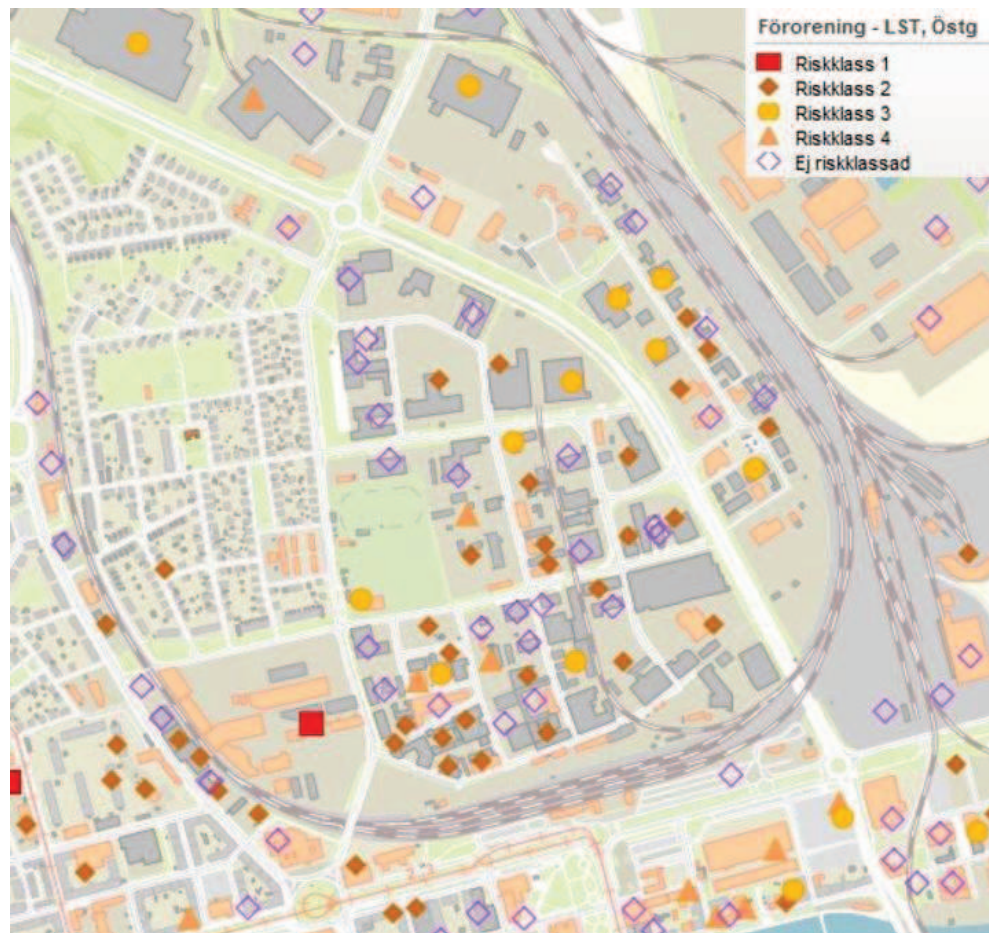 Förorening - LST, Östg
Riskklass 1
Riskklass 2
Riskklass 3
Riskklass 4
Ej riskklassad